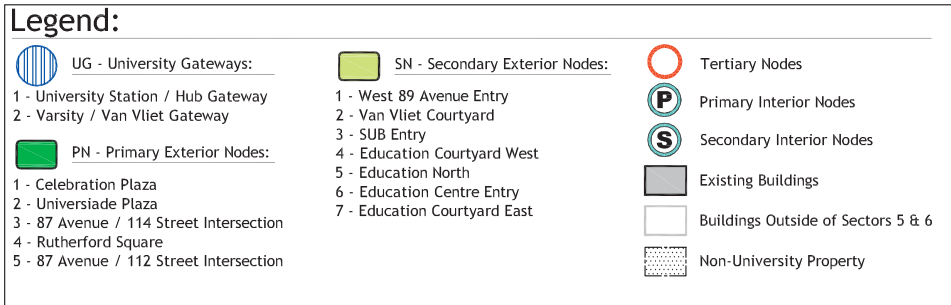 Legend:
UG - University Gateways:
1 - University Station / Hub Gateway
2 - Varsity / Van Vliet Gateway
PN - Primary Exterior Nodes:
1 - Celebration Plaza
2 - Universiade Plaza
3 - 87 Avenue / 114 Street Intersection
4 - Rutherford Square
5 - 87 Avenue / 112 Street Intersection
SN - Secondary Exterior Nodes:
1 - West 89 Avenue Entry
2 - Van Vliet Courtyard
3 - SUB Entry
4 - Education Courtyard West
5 - Education North
6 - Education Centre Entry
7 - Education Courtyard East
Tertiary Nodes
P Primary Interior Nodes
S Secondary Interior Nodes
Existing Buildings
Buildings Outside of Sectors 5 & 6
Non-University Property